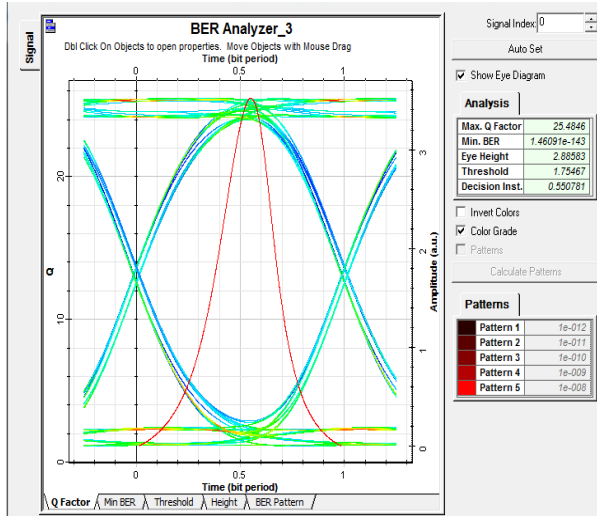 Signal
BER Analyzer_3
Dbl Click On Objects to open properties. Move Objects with Mouse Drag
Time (bit period)
0 0.5 1
Q
0 10 20
Amplitude (a.u.)
0 1 2 3
0 0.5 1
Time (bit period)
Q Factor Min BER Threshold Height BER Pattern
Signal Index: 0
Auto Set
Show Eye Diagram
Analysis
Max. Q Factor 25.4846
Min. BER 1.46091e-143
Eye Height 2.88583
Threshold 1.75467
Decision Inst. 0.550781
Invert Colors
Color Grade
Patterns
Calculate Patterns
Patterns
Pattern 1 1e-012
Pattern 2 1e-011
Pattern 3 1e-010
Pattern 4 1e-009
Pattern 5 1e-008